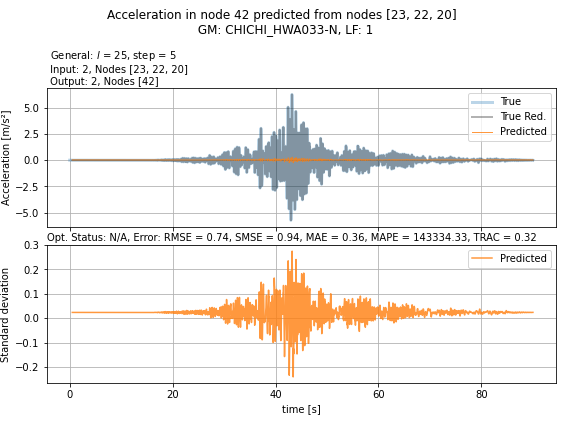 Acceleration in node 42 predicted from nodes [23, 22, 20]
GM: CHICHI_HWA033-N, LF: 1
General: l = 25, step = 5
Input: 2, Nodes [23, 22, 20]
Output: 2, Nodes [42]
Acceleration [m/s²]
5.0
2.5
0.0
−2.5
−5.0
True
True Red.
Predicted
Opt. Status: N/A, Error: RMSE = 0.74, SMSE = 0.94, MAE = 0.36, MAPE = 143334.33, TRAC = 0.32
Standard deviation
0.3
0.2
0.1
0.0
−0.1
−0.2
Predicted
0
20
40
60
80
time [s]